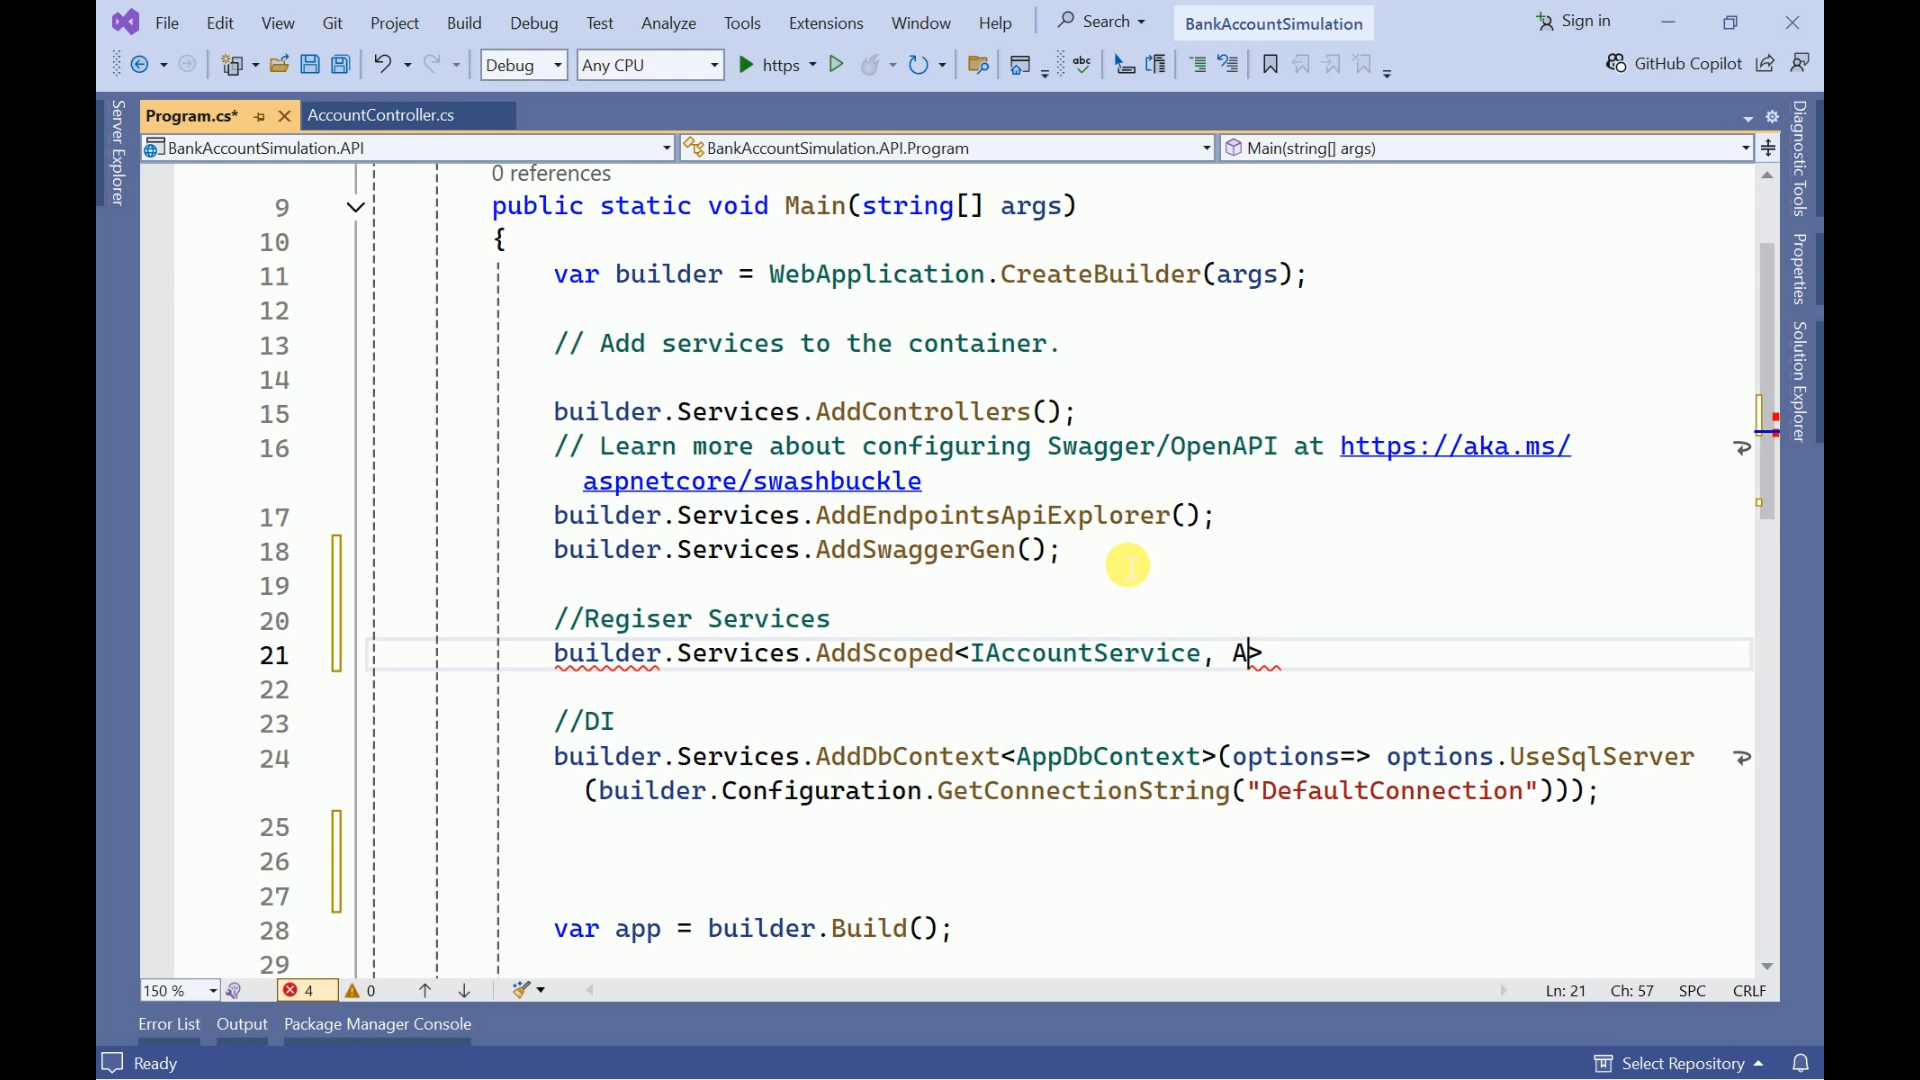 File Edit View Git Project Build Debug Test Analyze Tools Extensions Window Help Search BankAccountSimulation Sign in
Debug Any CPU https abc GitHub Copilot
Program.cs* AccountController.cs
BankAccountSimulation.API BankAccountSimulation.API.Program Main(string[] args)
Server Explorer
Diagnostic Tools
Properties
Solution Explorer
0 references
9 public static void Main(string[] args)
10 {
11 var builder = WebApplication.CreateBuilder(args);
12
13 // Add services to the container.
14
15 builder.Services.AddControllers();
16 // Learn more about configuring Swagger/OpenAPI at https://aka.ms/
aspnetcore/swashbuckle
17 builder.Services.AddEndpointsApiExplorer();
18 builder.Services.AddSwaggerGen();
19
20 //Regiser Services
21 builder.Services.AddScoped<IAccountService, A>
22
23 //DI
24 builder.Services.AddDbContext<AppDbContext>(options=> options.UseSqlServer
(builder.Configuration.GetConnectionString("DefaultConnection")));
25
26
27
28 var app = builder.Build();
29
150 % 4 0 Ln: 21 Ch: 57 SPC CRLF
Error List Output Package Manager Console
Ready Select Repository